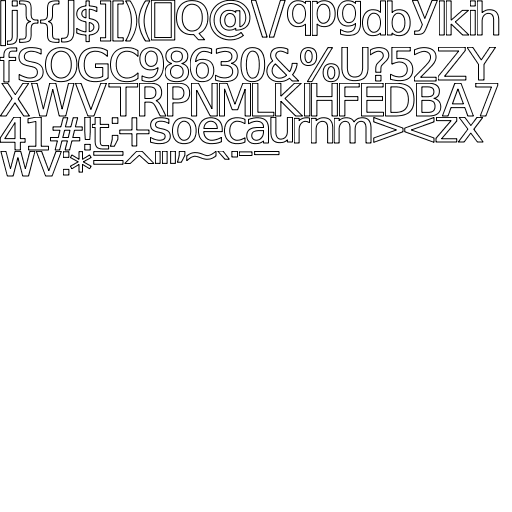 |j}{J$][)(▯Q@\/qpgdbylkih
fSOGC98630&%U?52ZY
XWVTRPNMLKIHFEDBA7
41#!t;+soecaurnm><zx
wv:*=^"'~`